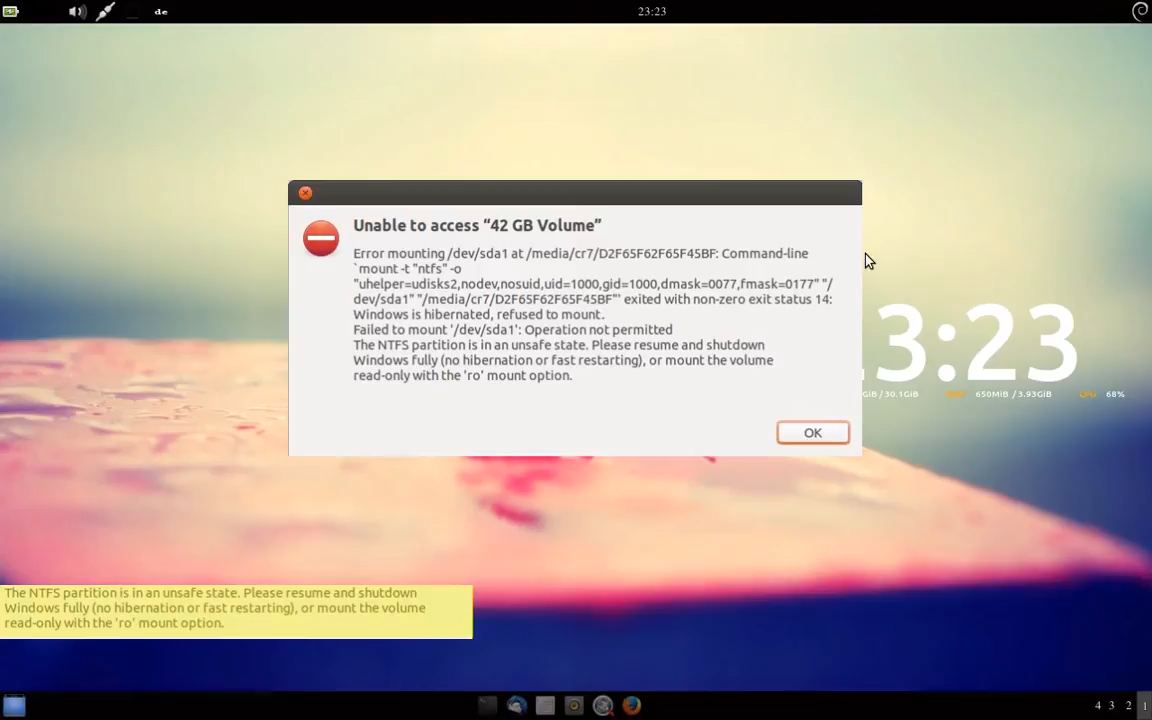 de
23:23
Unable to access “42 GB Volume”
Error mounting /dev/sda1 at /media/cr7/D2F65F62F65F45BF: Command-line
`mount -t "ntfs" -o
"uhelper=udisks2,nodev,nosuid,uid=1000,gid=1000,dmask=0077,fmask=0177" "/
dev/sda1" "/media/cr7/D2F65F62F65F45BF"' exited with non-zero exit status 14:
Windows is hibernated, refused to mount.
Failed to mount '/dev/sda1': Operation not permitted
The NTFS partition is in an unsafe state. Please resume and shutdown
Windows fully (no hibernation or fast restarting), or mount the volume
read-only with the 'ro' mount option.
OK
3:23
GiB / 30.1GiB 650MiB / 3.93GiB CPU 68%
The NTFS partition is in an unsafe state. Please resume and shutdown
Windows fully (no hibernation or fast restarting), or mount the volume
read-only with the 'ro' mount option.
4 3 2 1